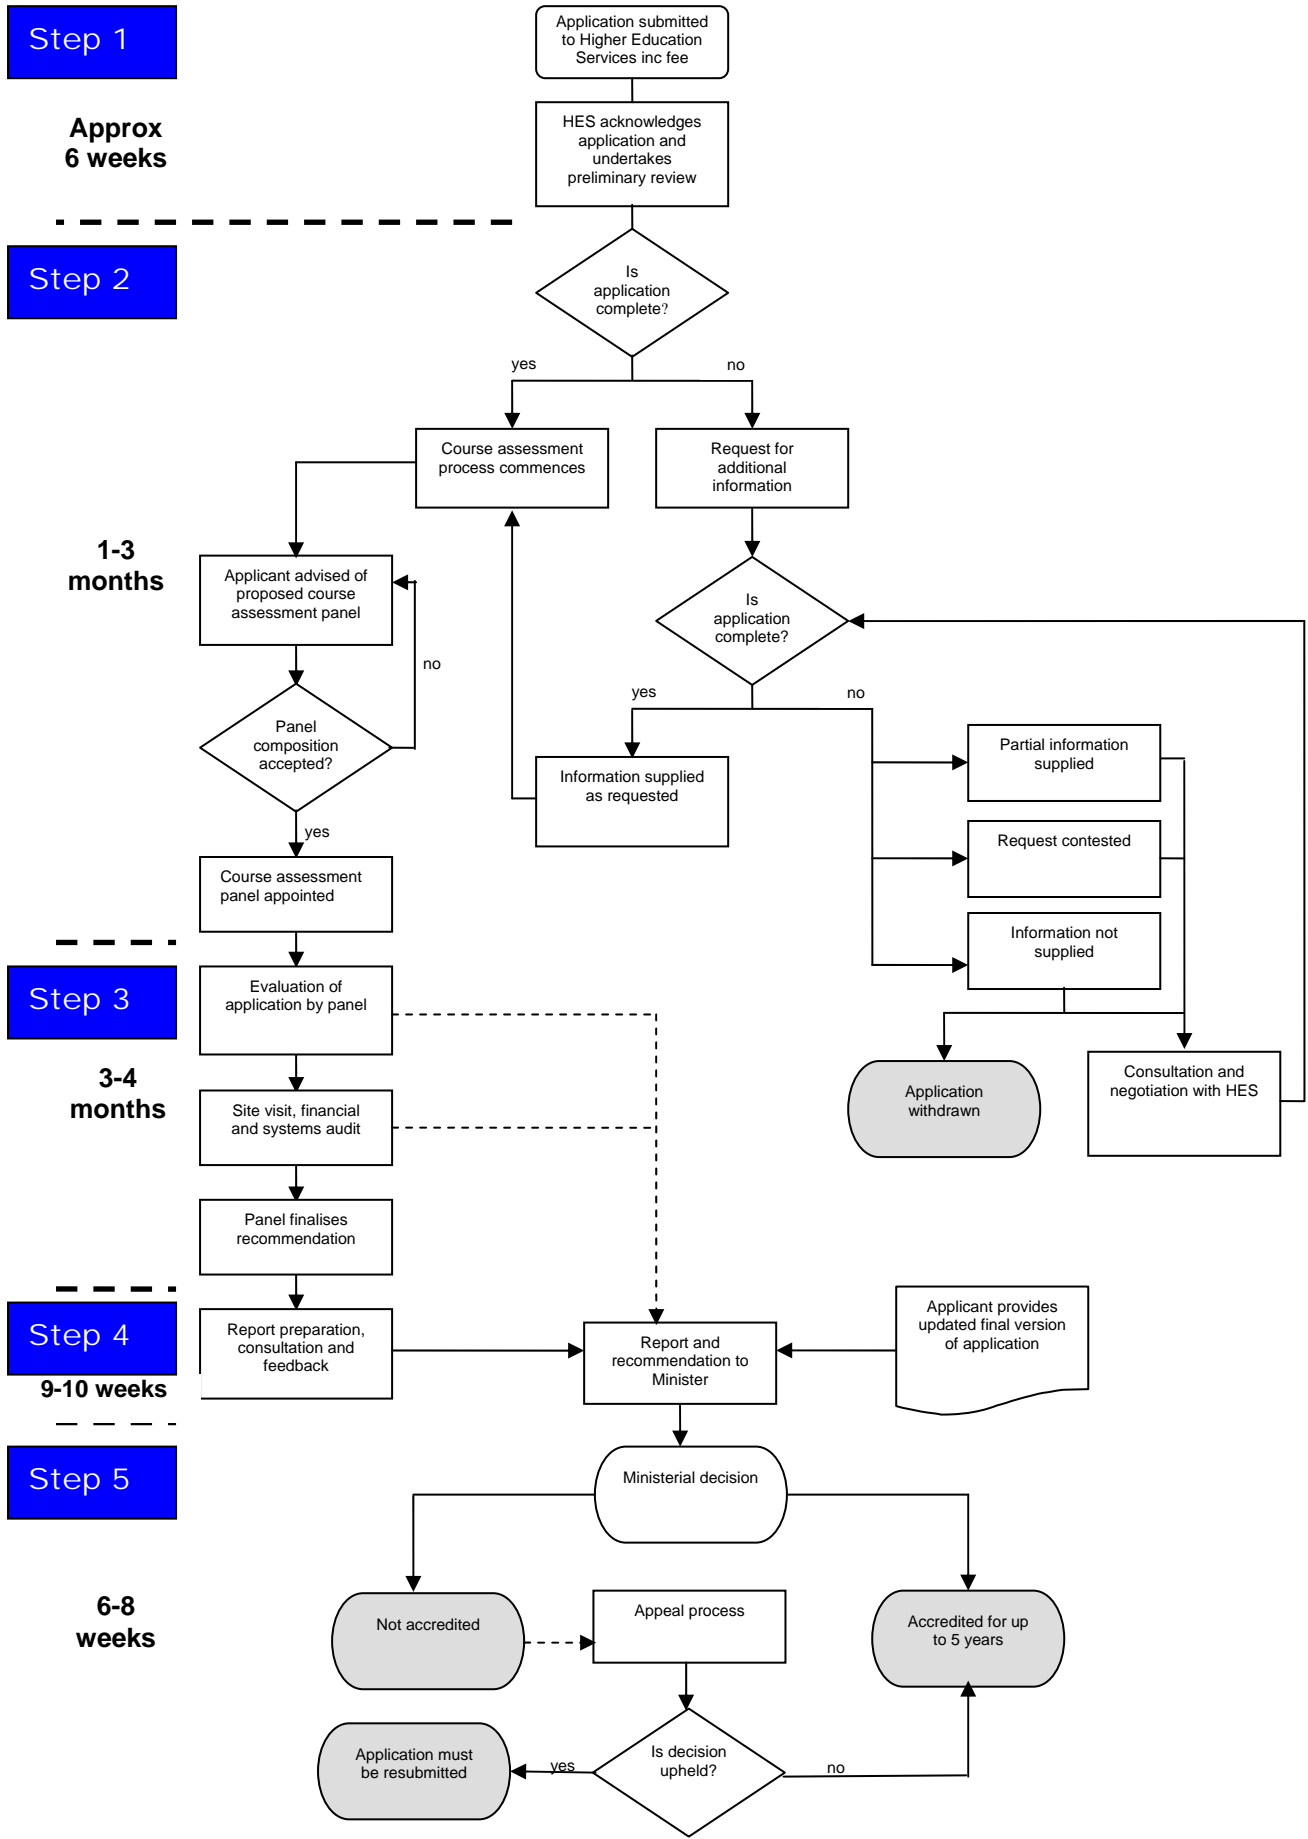 Step 1
Application submitted
to Higher Education
Services inc fee
Approx
6 weeks
HES acknowledges
application and
undertakes
preliminary review
Step 2
Is
application
complete?
yes
no
Course assessment
process commences
Request for
additional
information
1-3
months
Applicant advised of
proposed course
assessment panel
no
Is
application
complete?
yes
no
Panel
composition
accepted?
Information supplied
as requested
Partial information
supplied
Request contested
Information not
supplied
yes
Course assessment
panel appointed
Step 3
Evaluation of
application by panel
3-4
months
Site visit, financial
and systems audit
Application
withdrawn
Consultation and
negotiation with HES
Panel finalises
recommendation
Step 4
9-10 weeks
Report preparation,
consultation and
feedback
Report and
recommendation to
Minister
Applicant provides
updated final version
of application
Step 5
Ministerial decision
6-8
weeks
Not accredited
Appeal process
Accredited for up
to 5 years
Application must
be resubmitted
yes
Is decision
upheld?
no